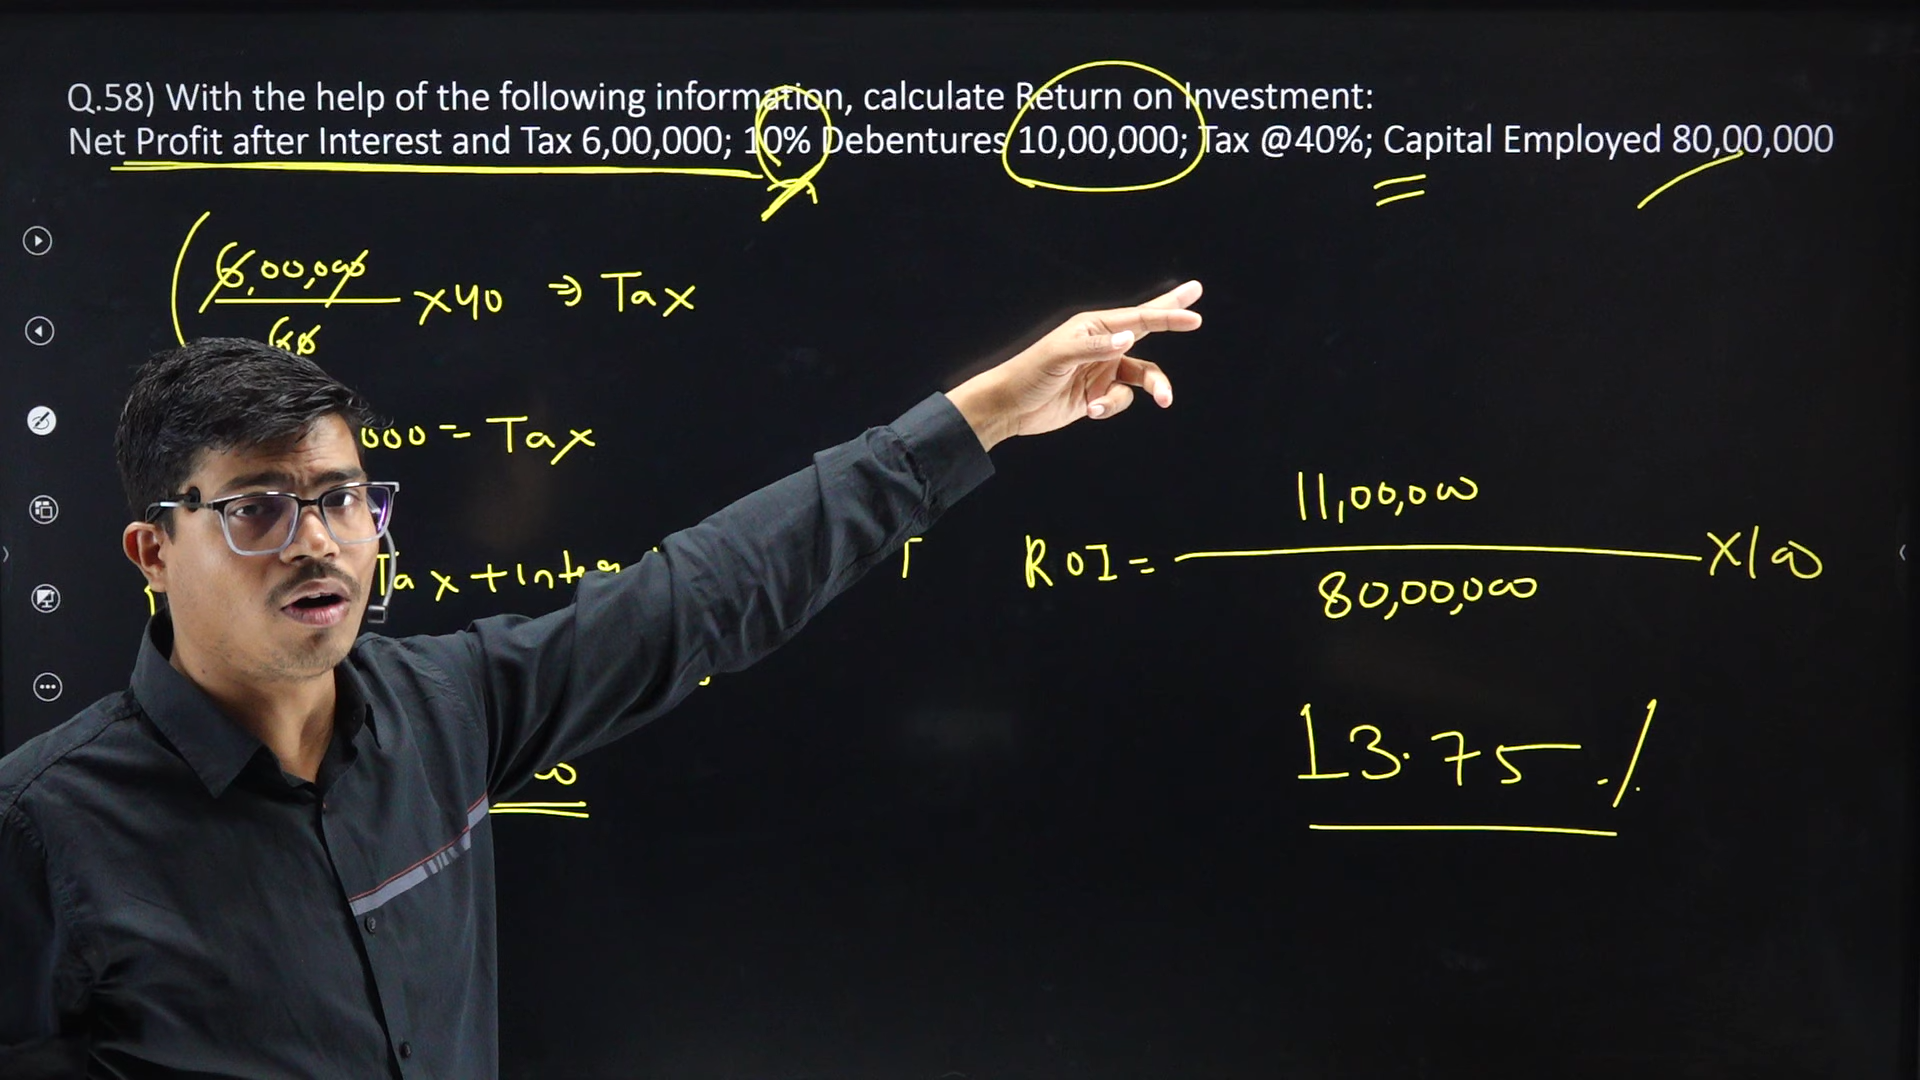 Q.58) With the help of the following information, calculate Return on Investment:
Net Profit after Interest and Tax 6,00,000; 10% Debentures 10,00,000; Tax @40%; Capital Employed 80,00,000
6,00,000
60
X40 ⇒ Tax
000 = Tax
Tax + Inte
ROI =
11,00,000
80,00,000
X100
13.75 %